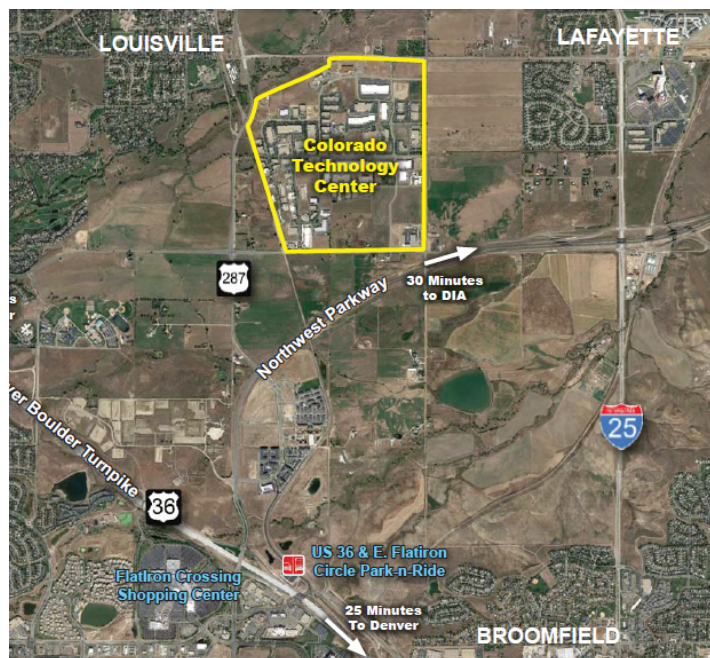 LOUISVILLE
LAFAYETTE
Colorado
Technology
Center
287
30 Minutes
to DIA
Northwest Parkway
25
Boulder Turnpike
36
US 36 & E. Flatiron
Circle Park-n-Ride
FlatIron Crossing
Shopping Center
25 Minutes
To Denver
BROOMFIELD